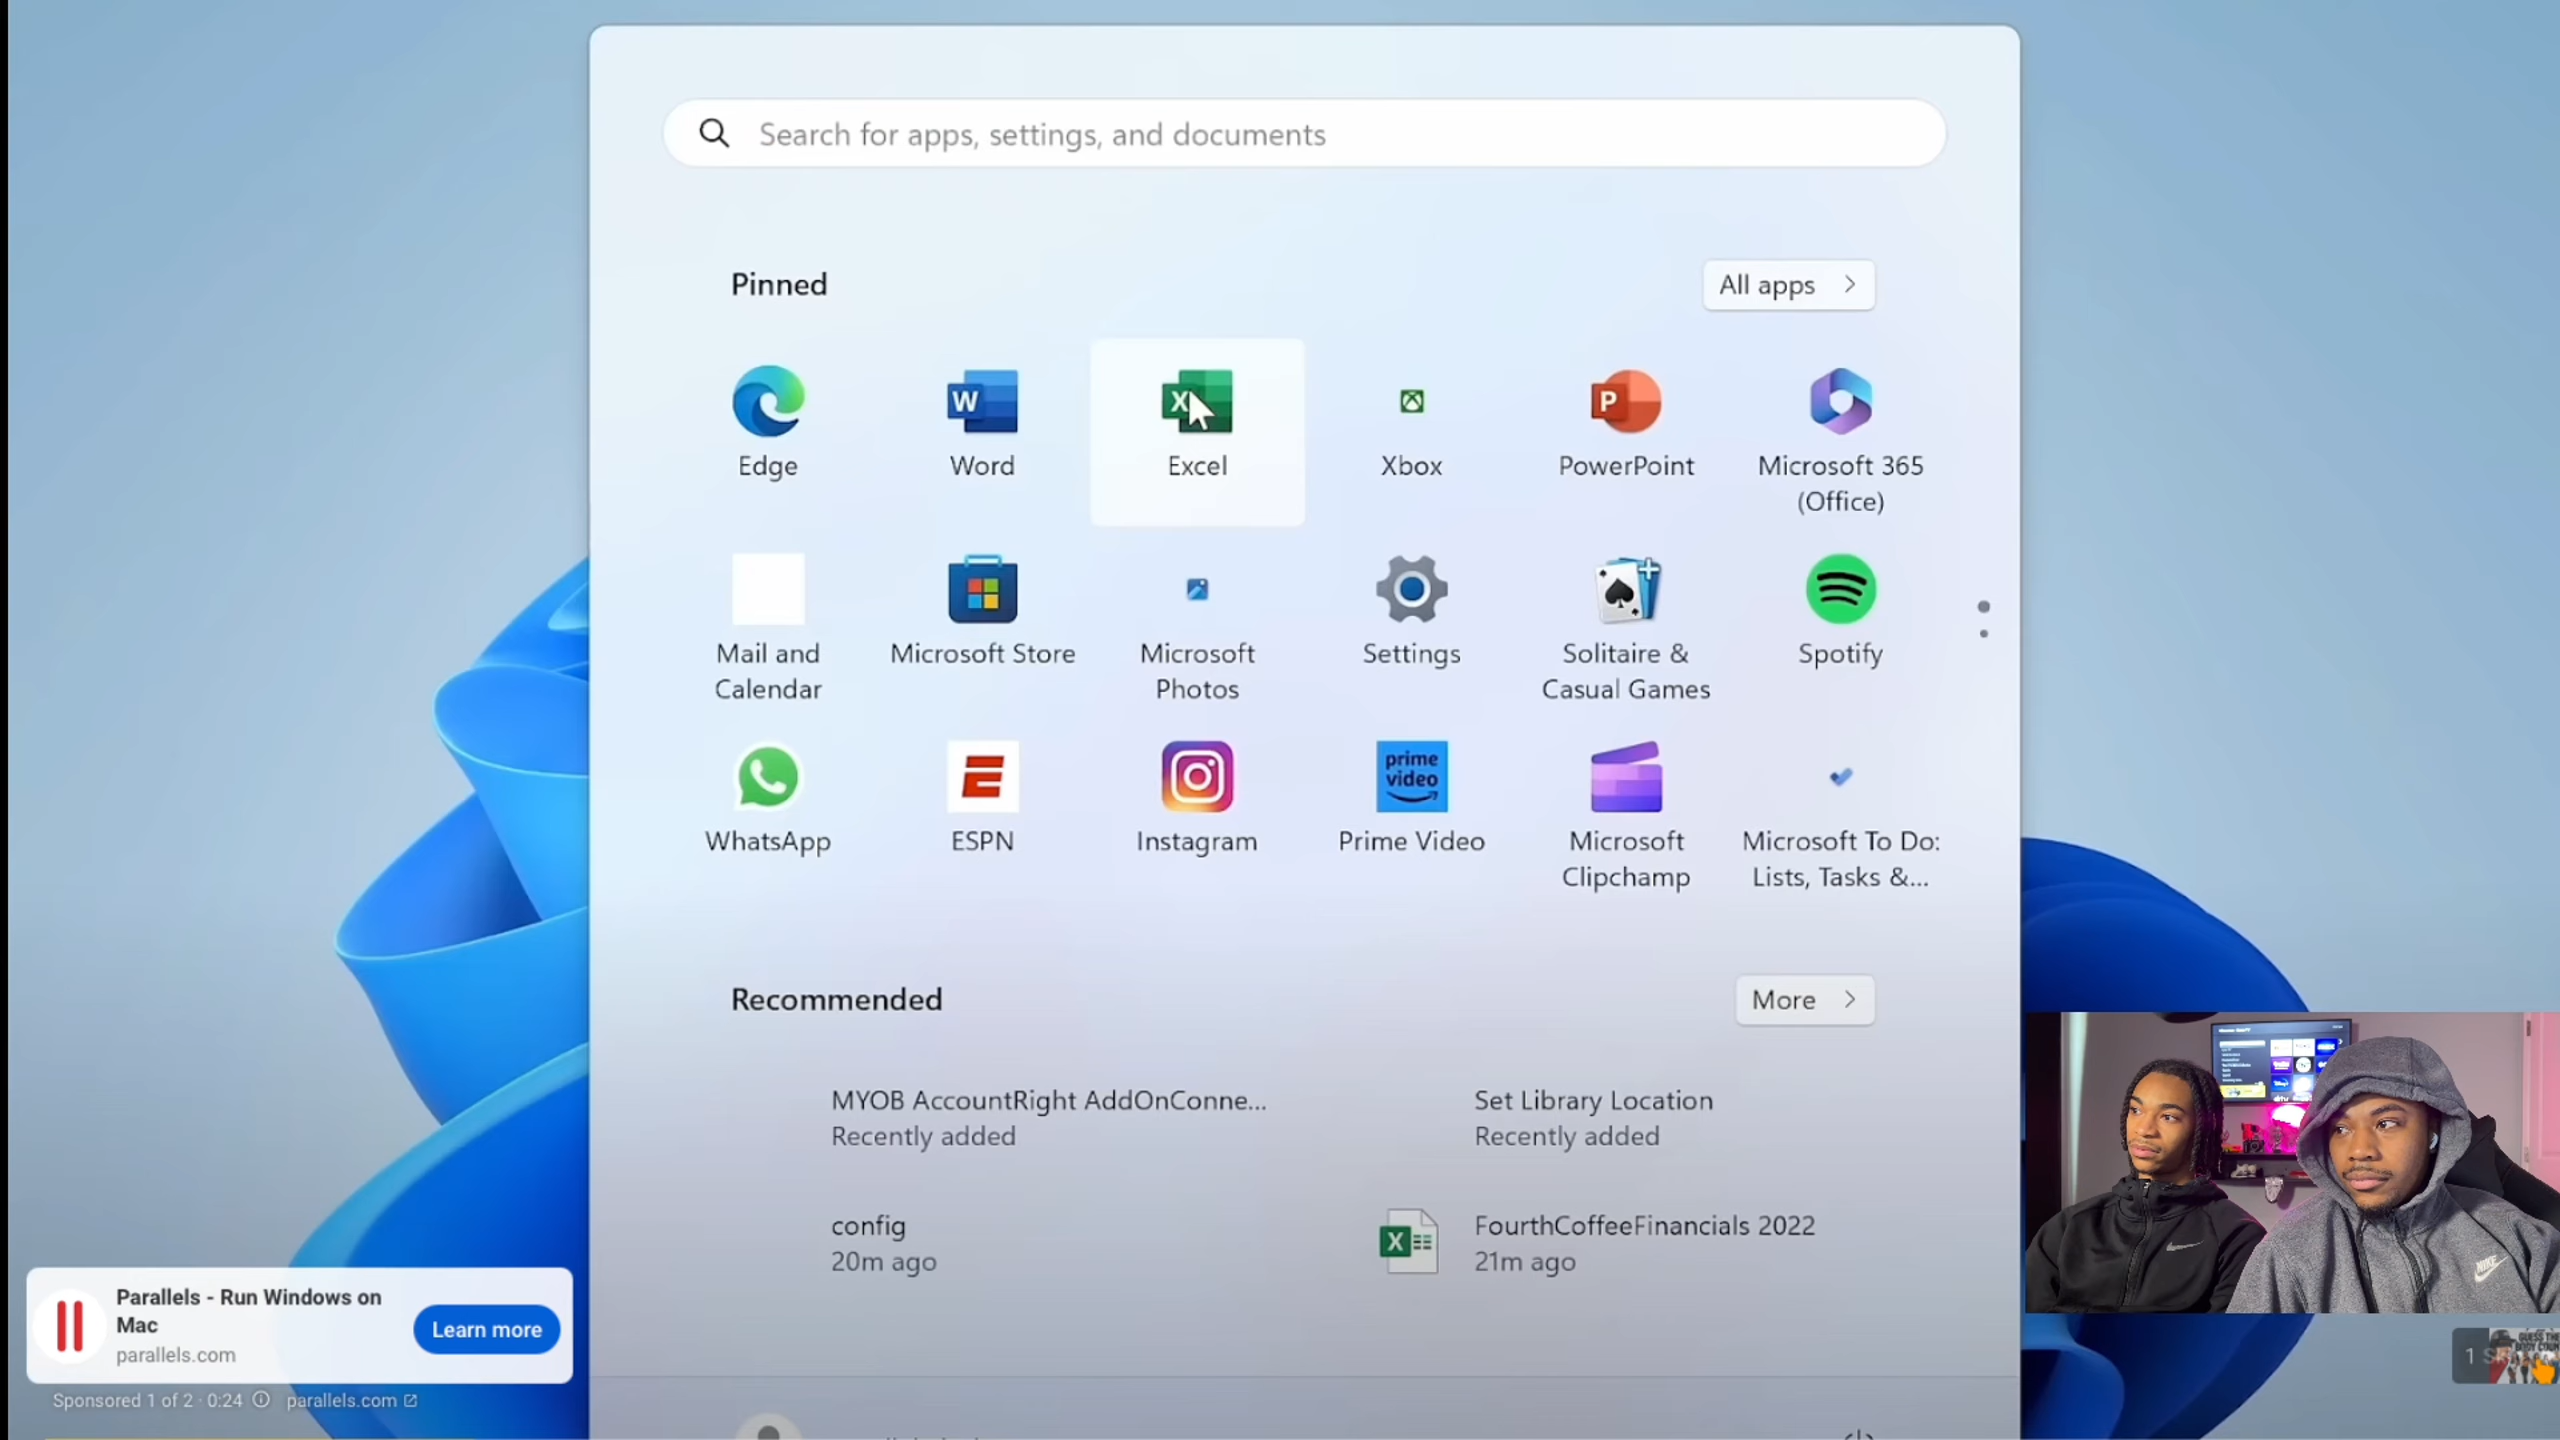 Search for apps, settings, and documents
Pinned
All apps
Edge
Word
Excel
Xbox
PowerPoint
Microsoft 365
(Office)
Mail and
Calendar
Microsoft Store
Microsoft
Photos
Settings
Solitaire &
Casual Games
Spotify
prime
video
WhatsApp
ESPN
Instagram
Prime Video
Microsoft
Clipchamp
Microsoft To Do:
Lists, Tasks &...
Recommended
More
MYOB AccountRight AddOnConne...
Recently added
Set Library Location
Recently added
config
20m ago
FourthCoffeeFinancials 2022
21m ago
Parallels - Run Windows on
Mac
parallels.com
Learn more
Sponsored 1 of 2 · 0:24
parallels.com
NIKE
GUESS THE
1